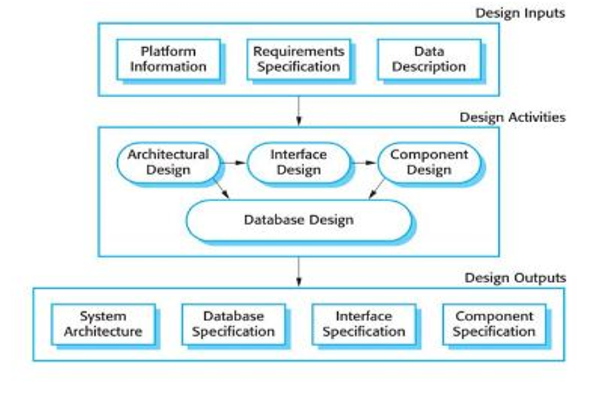 Design Inputs
Platform
Information
Requirements
Specification
Data
Description
Design Activities
Architectural
Design
Interface
Design
Component
Design
Database Design
Design Outputs
System
Architecture
Database
Specification
Interface
Specification
Component
Specification